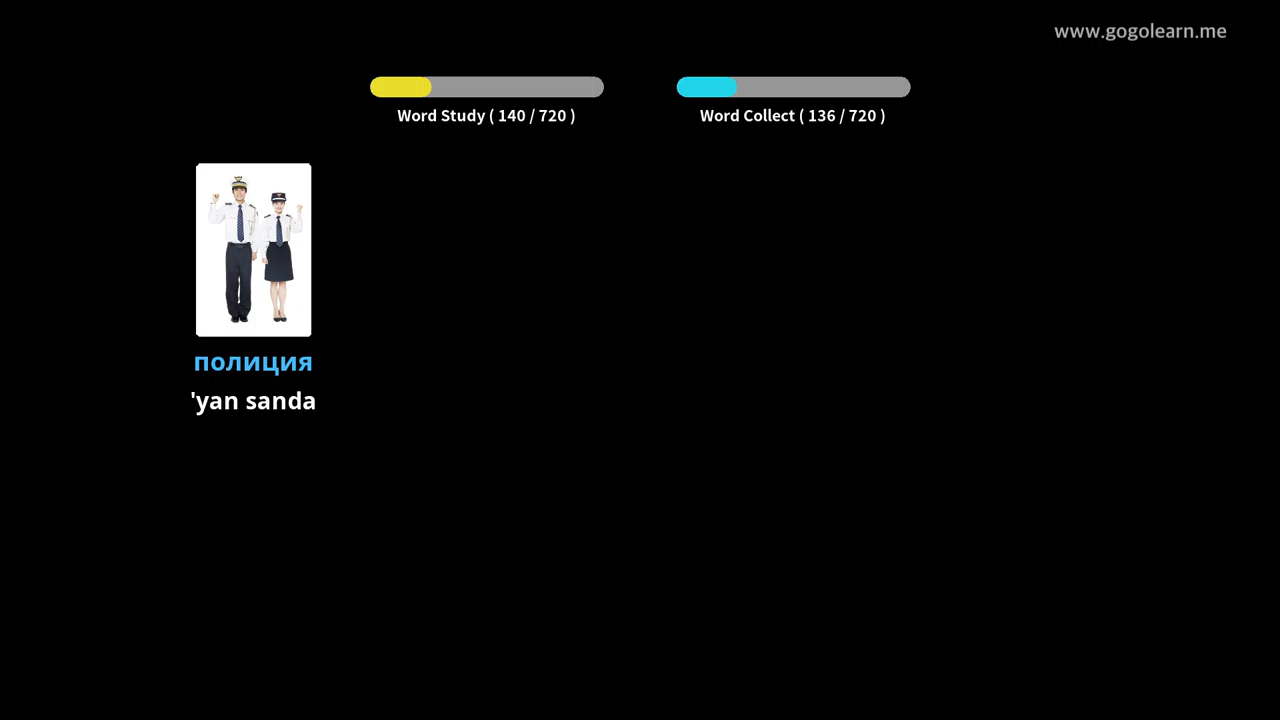 www.gogolearn.me
Word Study ( 140 / 720 )
Word Collect ( 136 / 720 )
полиция
'yan sanda